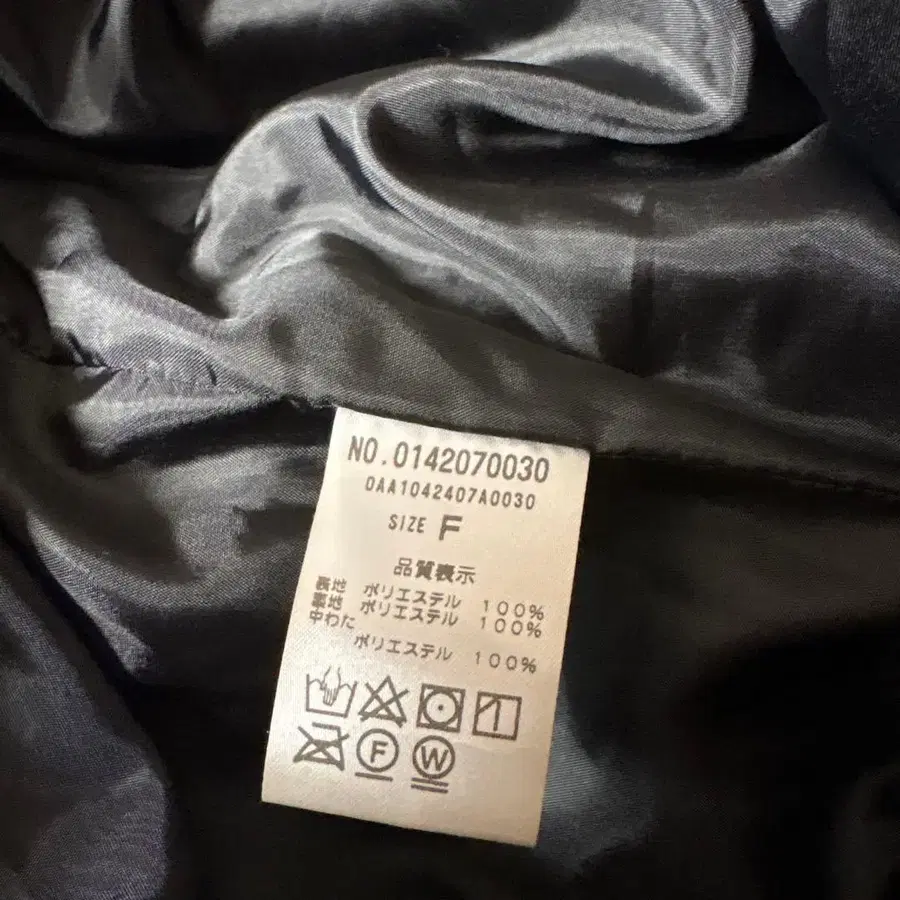 NO.0142070030
0AA1042407A0030
SIZE F
品質表示
表地 ポリエステル 100%
裏地 ポリエステル 100%
中わた
ポリエステル 100%
F
W